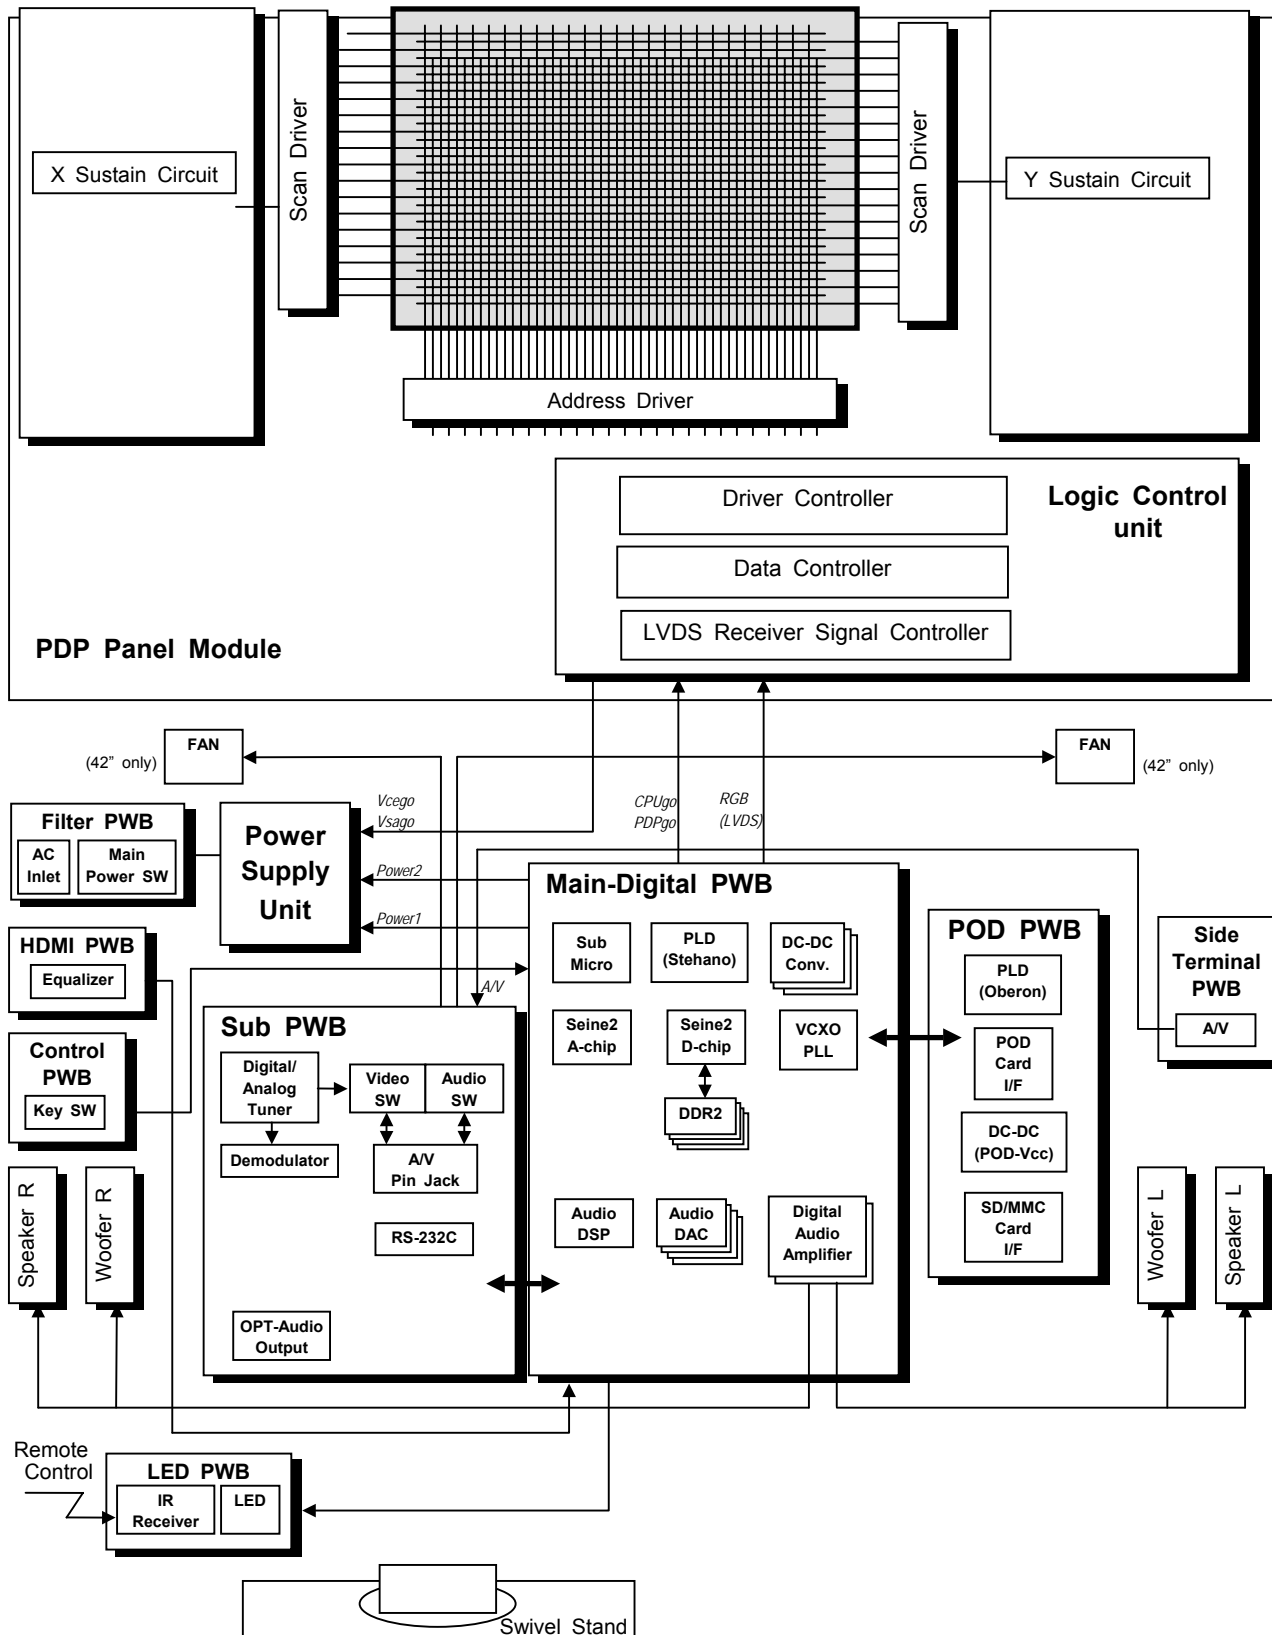 X Sustain Circuit
Scan Driver
Scan Driver
Y Sustain Circuit
Address Driver
Driver Controller
Logic Control
unit
Data Controller
LVDS Receiver Signal Controller
PDP Panel Module
FAN
(42" only)
FAN
(42" only)
Vcego
Vsago
CPUgo
PDPgo
RGB
(LVDS)
Filter PWB
AC
Inlet
Main
Power SW
Power
Supply
Unit
Power2
Power1
Main-Digital PWB
Sub
Micro
PLD
(Stehano)
DC-DC
Conv.
POD PWB
PLD
(Oberon)
Side
Terminal
PWB
A/V
HDMI PWB
Equalizer
A/V
Sub PWB
Seine2
A-chip
Seine2
D-chip
VCXO
PLL
POD
Card
I/F
Control
PWB
Key SW
Digital/
Analog
Tuner
Video
SW
Audio
SW
DDR2
DC-DC
(POD-Vcc)
Demodulator
A/V
Pin Jack
Speaker R
Woofer R
RS-232C
Audio
DSP
Audio
DAC
Digital
Audio
Amplifier
SD/MMC
Card
I/F
Woofer L
Speaker L
OPT-Audio
Output
Remote
Control
LED PWB
IR
Receiver
LED
Swivel Stand